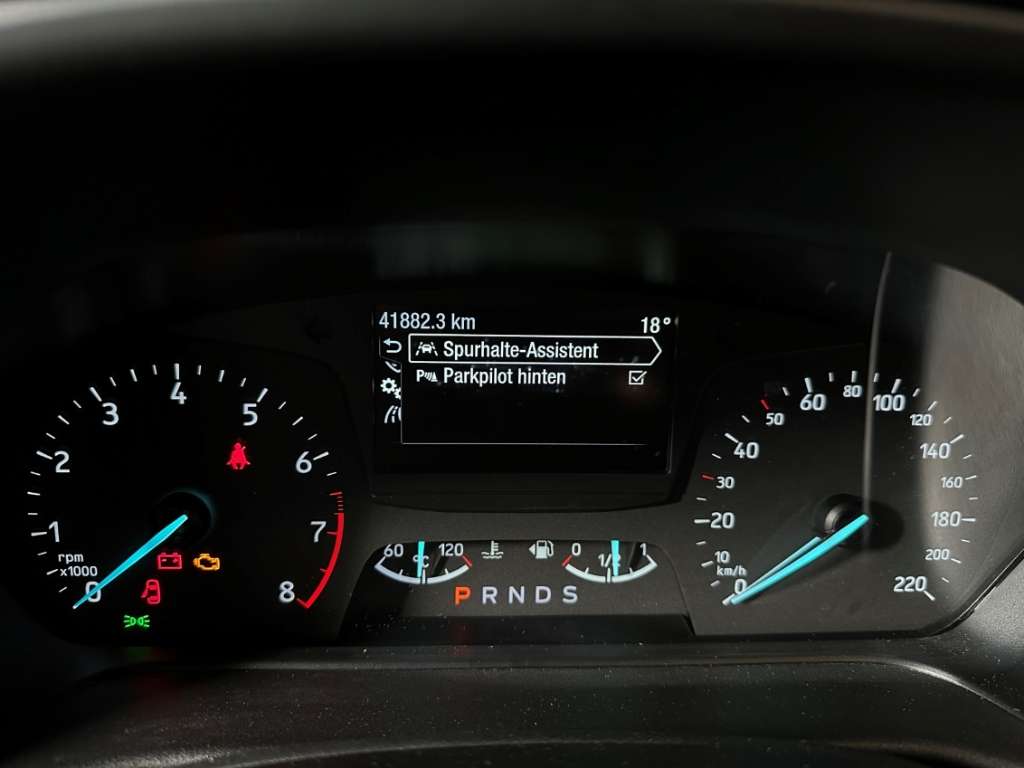 41882.3 km 18°
Spurhalte-Assistent
Parkpilot hinten
0 1 2 3 4 5 6 7 8
rpm
x1000
60 °C 120
0 1/2 1
P R N D S
0 10 20 30 40 50 60 80 100 120 140 160 180 200 220
km/h